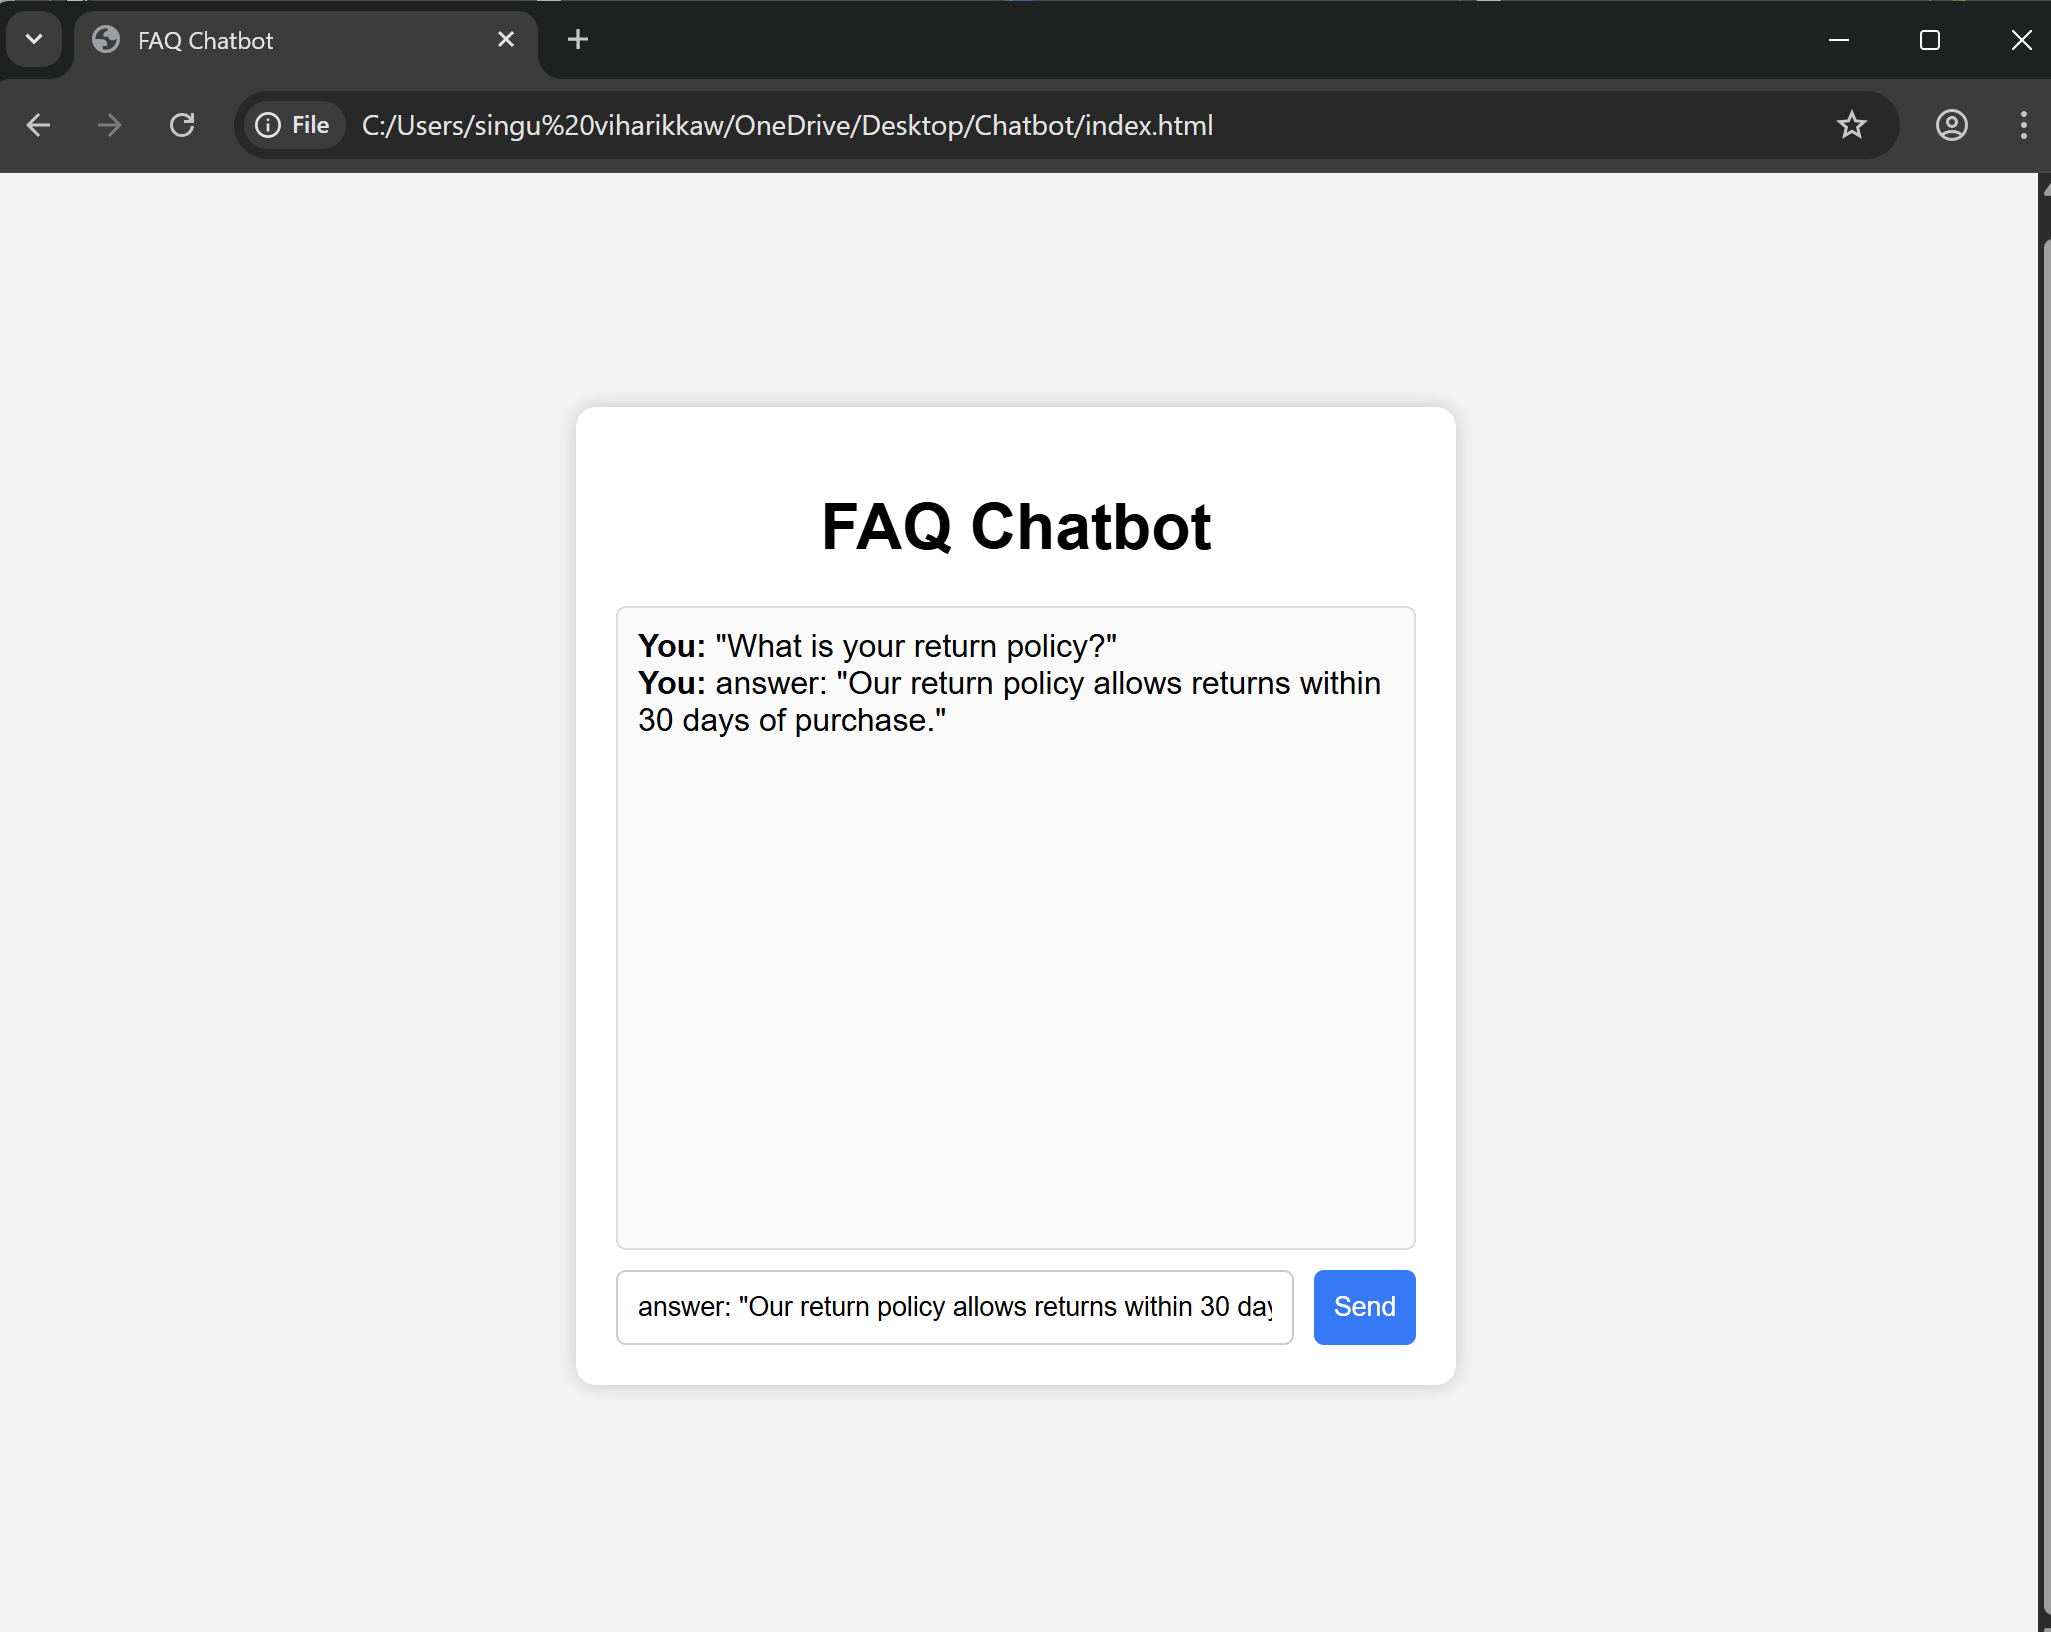 FAQ Chatbot
File C:/Users/singu%20viharikkaw/OneDrive/Desktop/Chatbot/index.html
FAQ Chatbot
You: "What is your return policy?"
You: answer: "Our return policy allows returns within
30 days of purchase."
answer: "Our return policy allows returns within 30 day
Send